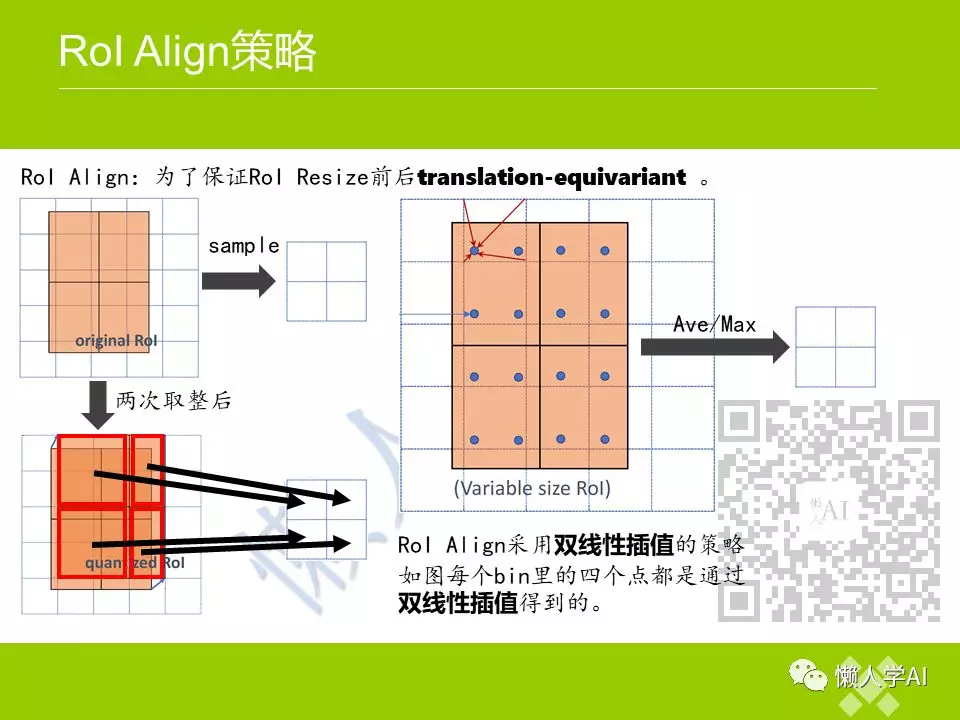 RoI Align策略
RoI Align：为了保证RoI Resize前后translation-equivariant 。
sample
original RoI
两次取整后
quantized RoI
Ave/Max
(Variable size RoI)
RoI Align采用双线性插值的策略
如图每个bin里的四个点都是通过
双线性插值得到的。
懒人学AI